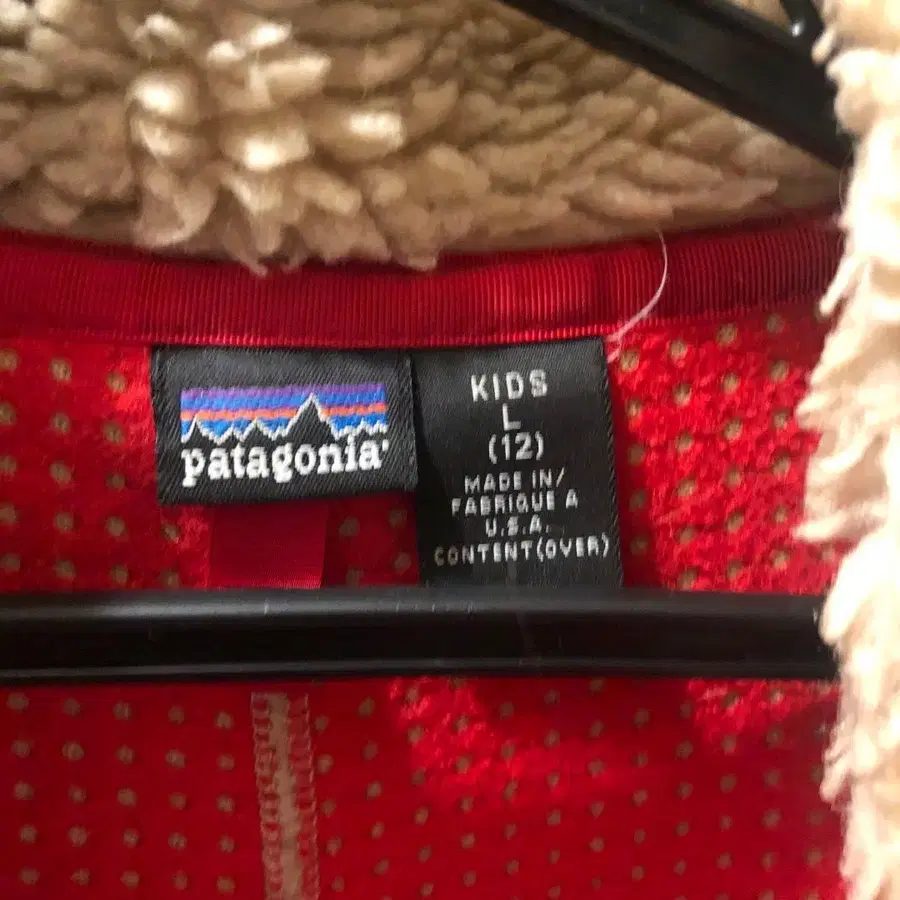 patagonia
KIDS
L
(12)
MADE IN/
FABRIQUE A
U.S.A.
CONTENT(OVER)